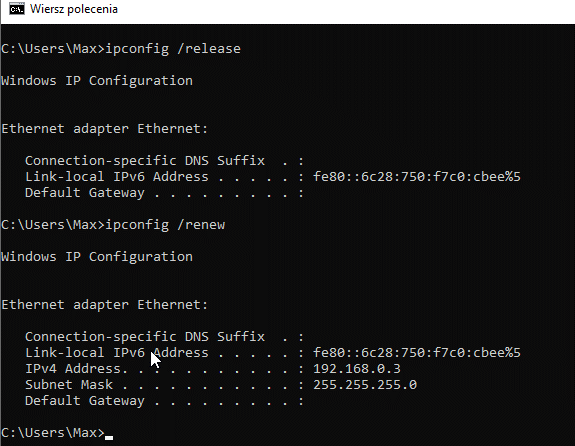 Wiersz polecenia
C:\Users\Max>ipconfig /release
Windows IP Configuration
Ethernet adapter Ethernet:
Connection-specific DNS Suffix  . :
Link-local IPv6 Address . . . . . : fe80::6c28:750:f7c0:cbee%5
Default Gateway . . . . . . . . . :
C:\Users\Max>ipconfig /renew
Windows IP Configuration
Ethernet adapter Ethernet:
Connection-specific DNS Suffix  . :
Link-local IPv6 Address . . . . . : fe80::6c28:750:f7c0:cbee%5
IPv4 Address. . . . . . . . . . . : 192.168.0.3
Subnet Mask . . . . . . . . . . . : 255.255.255.0
Default Gateway . . . . . . . . . :
C:\Users\Max>